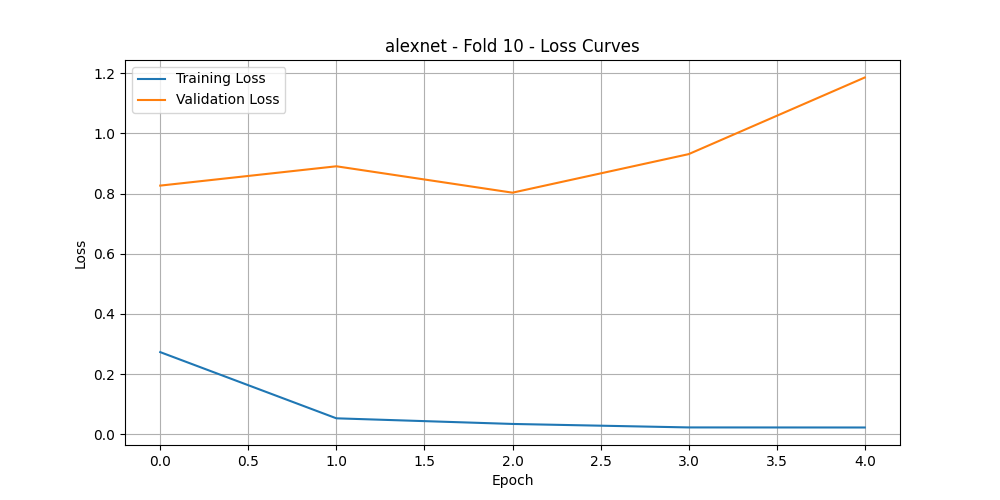 alexnet - Fold 10 - Loss Curves
Training Loss
Validation Loss
1.2
1.0
0.8
0.6
0.4
0.2
0.0
Loss
0.0 0.5 1.0 1.5 2.0 2.5 3.0 3.5 4.0
Epoch